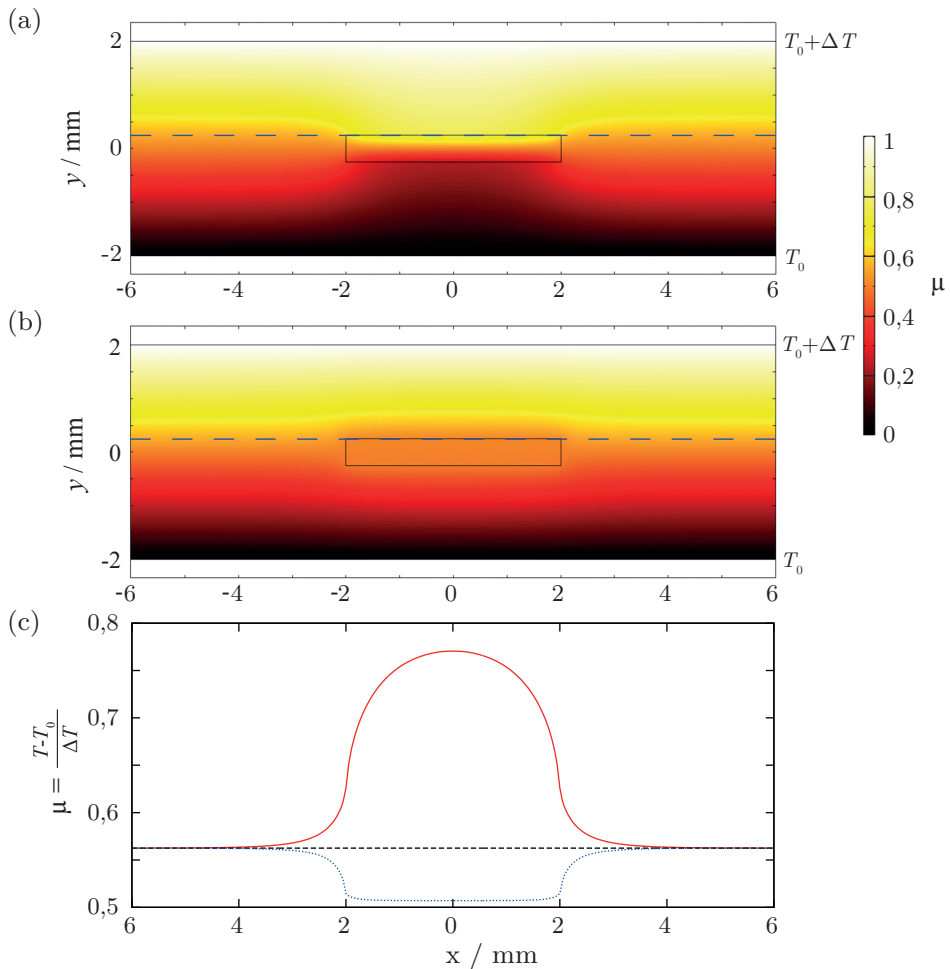 (a)
2
0
-2
y / mm
T₀+ΔT
T₀
-6 -4 -2 0 2 4 6
1
0,8
0,6
0,4
0,2
0
μ
(b)
2
0
-2
y / mm
T₀+ΔT
T₀
-6 -4 -2 0 2 4 6
(c)
0,8
0,7
0,6
0,5
μ = T-T₀/ΔT
6 4 2 0 2 4 6
x / mm